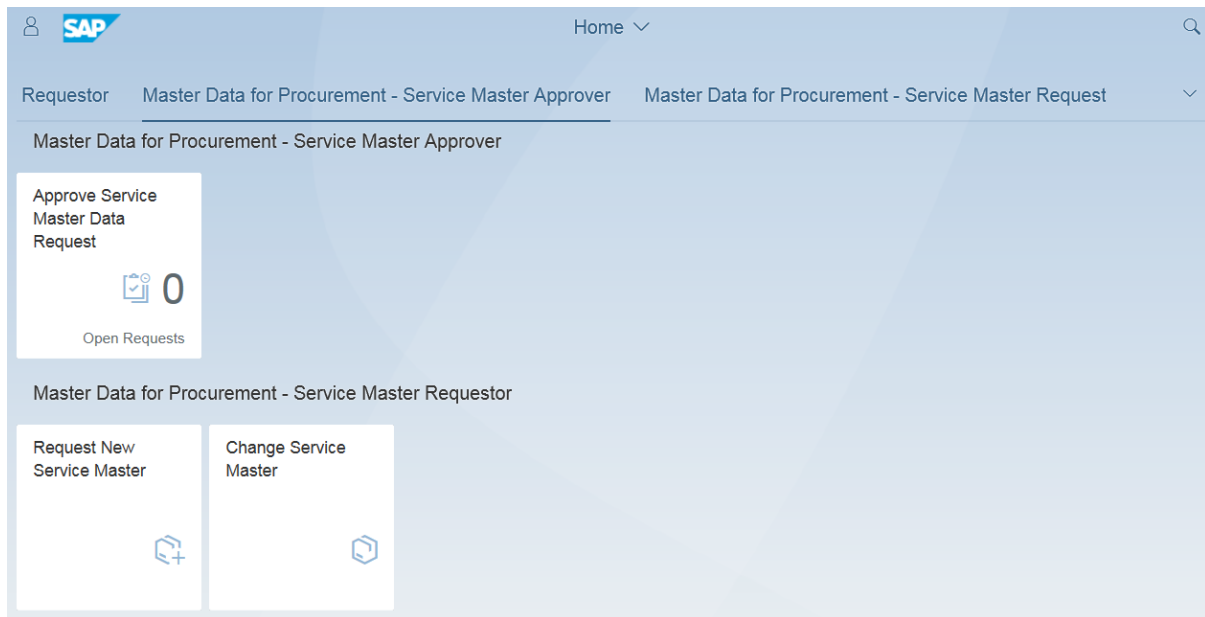 SAP
Home
Requestor
Master Data for Procurement - Service Master Approver
Master Data for Procurement - Service Master Request
Master Data for Procurement - Service Master Approver
Approve Service
Master Data
Request
0
Open Requests
Master Data for Procurement - Service Master Requestor
Request New
Service Master
Change Service
Master